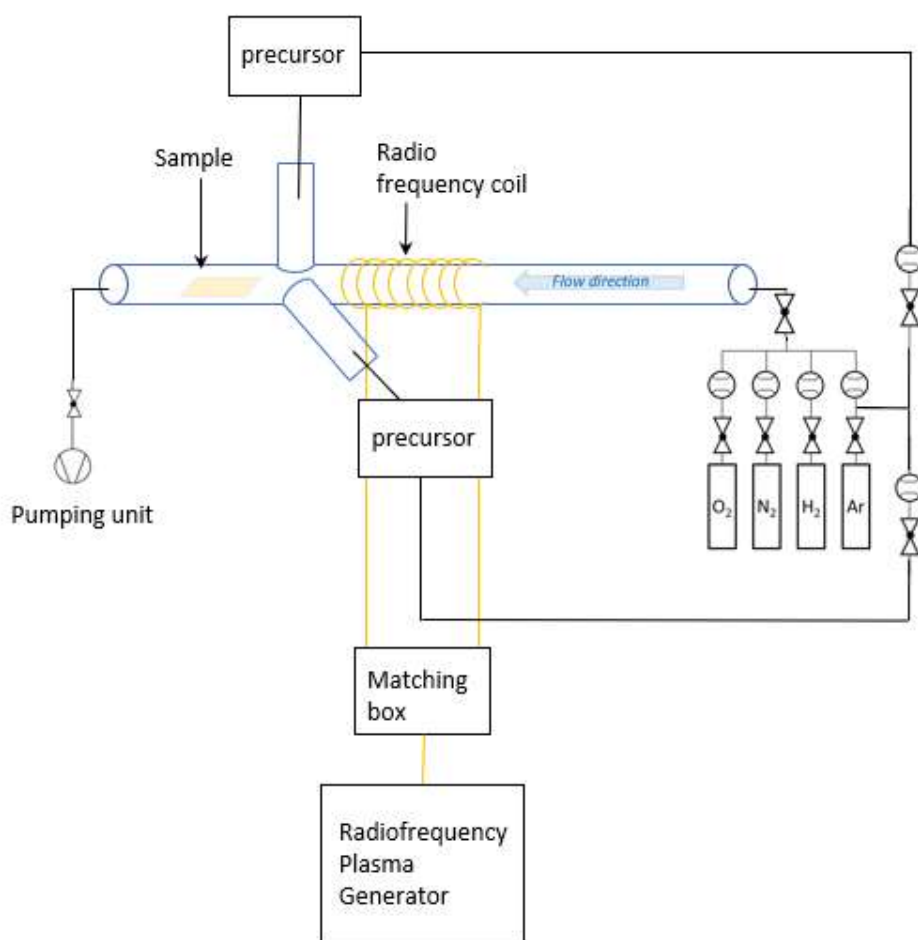 precursor
Sample
Radio
frequency coil
Flow direction
precursor
O₂
N₂
H₂
Ar
Pumping unit
Matching
box
Radiofrequency
Plasma
Generator